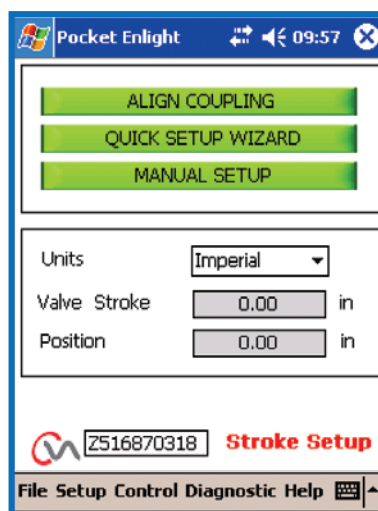 Pocket Enlight 09:57
ALIGN COUPLING
QUICK SETUP WIZARD
MANUAL SETUP
Units Imperial
Valve Stroke 0.00 in
Position 0.00 in
Z516870318 Stroke Setup
File Setup Control Diagnostic Help